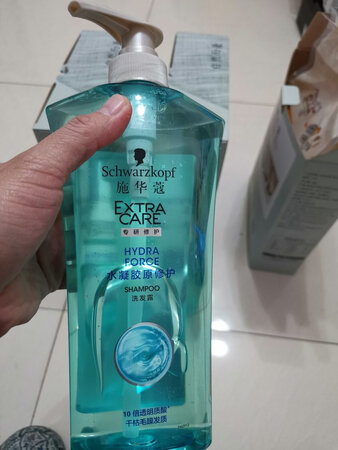 Schwarzkopf
施华蔻
EXTRA
CARE
专研修护
HYDRA
FORCE
水凝胶原修护
SHAMPOO
洗发露
10倍透明质酸*
干枯毛躁发质